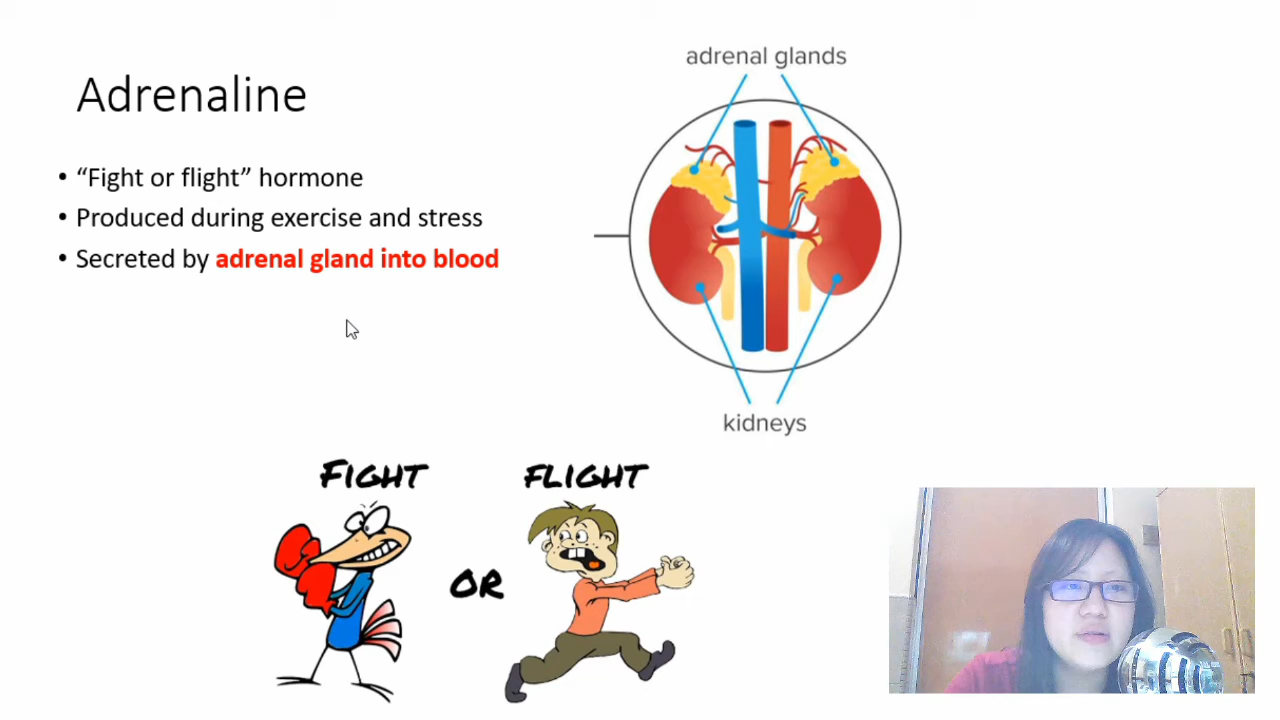 adrenal glands
Adrenaline
• “Fight or flight” hormone
• Produced during exercise and stress
• Secreted by adrenal gland into blood
kidneys
FIGHT
FLIGHT
OR